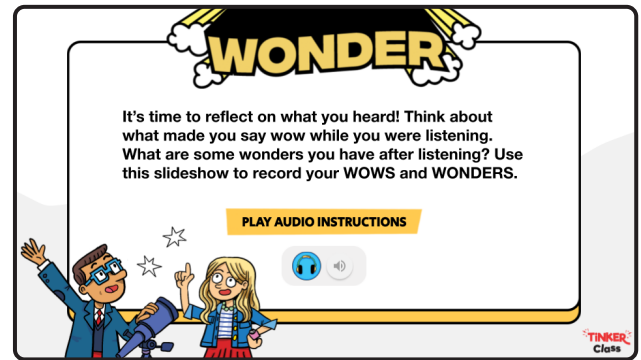 WONDER
It’s time to reflect on what you heard! Think about
what made you say wow while you were listening.
What are some wonders you have after listening? Use
this slideshow to record your WOWS and WONDERS.
PLAY AUDIO INSTRUCTIONS
TINKER
Class